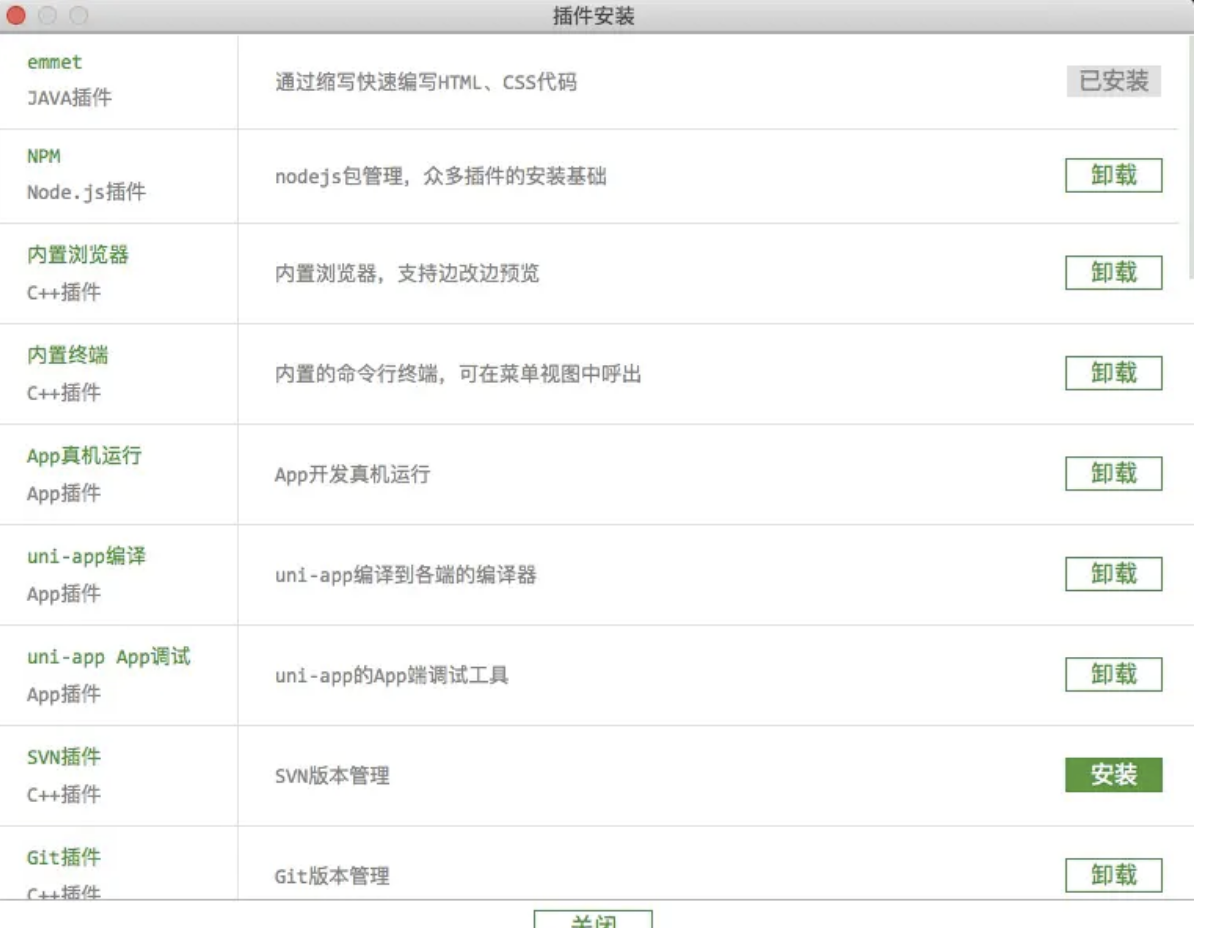 插件安装
emmet
JAVA插件
通过缩写快速编写HTML、CSS代码
已安装
NPM
Node.js插件
nodejs包管理，众多插件的安装基础
卸载
内置浏览器
C++插件
内置浏览器，支持边改边预览
卸载
内置终端
C++插件
内置的命令行终端，可在菜单视图中呼出
卸载
App真机运行
App插件
App开发真机运行
卸载
uni-app编译
App插件
uni-app编译到各端的编译器
卸载
uni-app App调试
App插件
uni-app的App端调试工具
卸载
SVN插件
C++插件
SVN版本管理
安装
Git插件
C++插件
Git版本管理
卸载
关闭